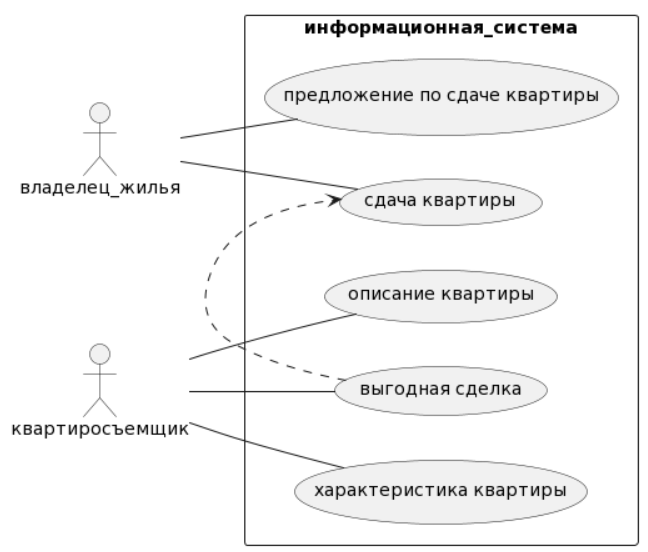 информационная_система
предложение по сдаче квартиры
владелец_жилья
сдача квартиры
описание квартиры
выгодная сделка
квартиросъемщик
характеристика квартиры